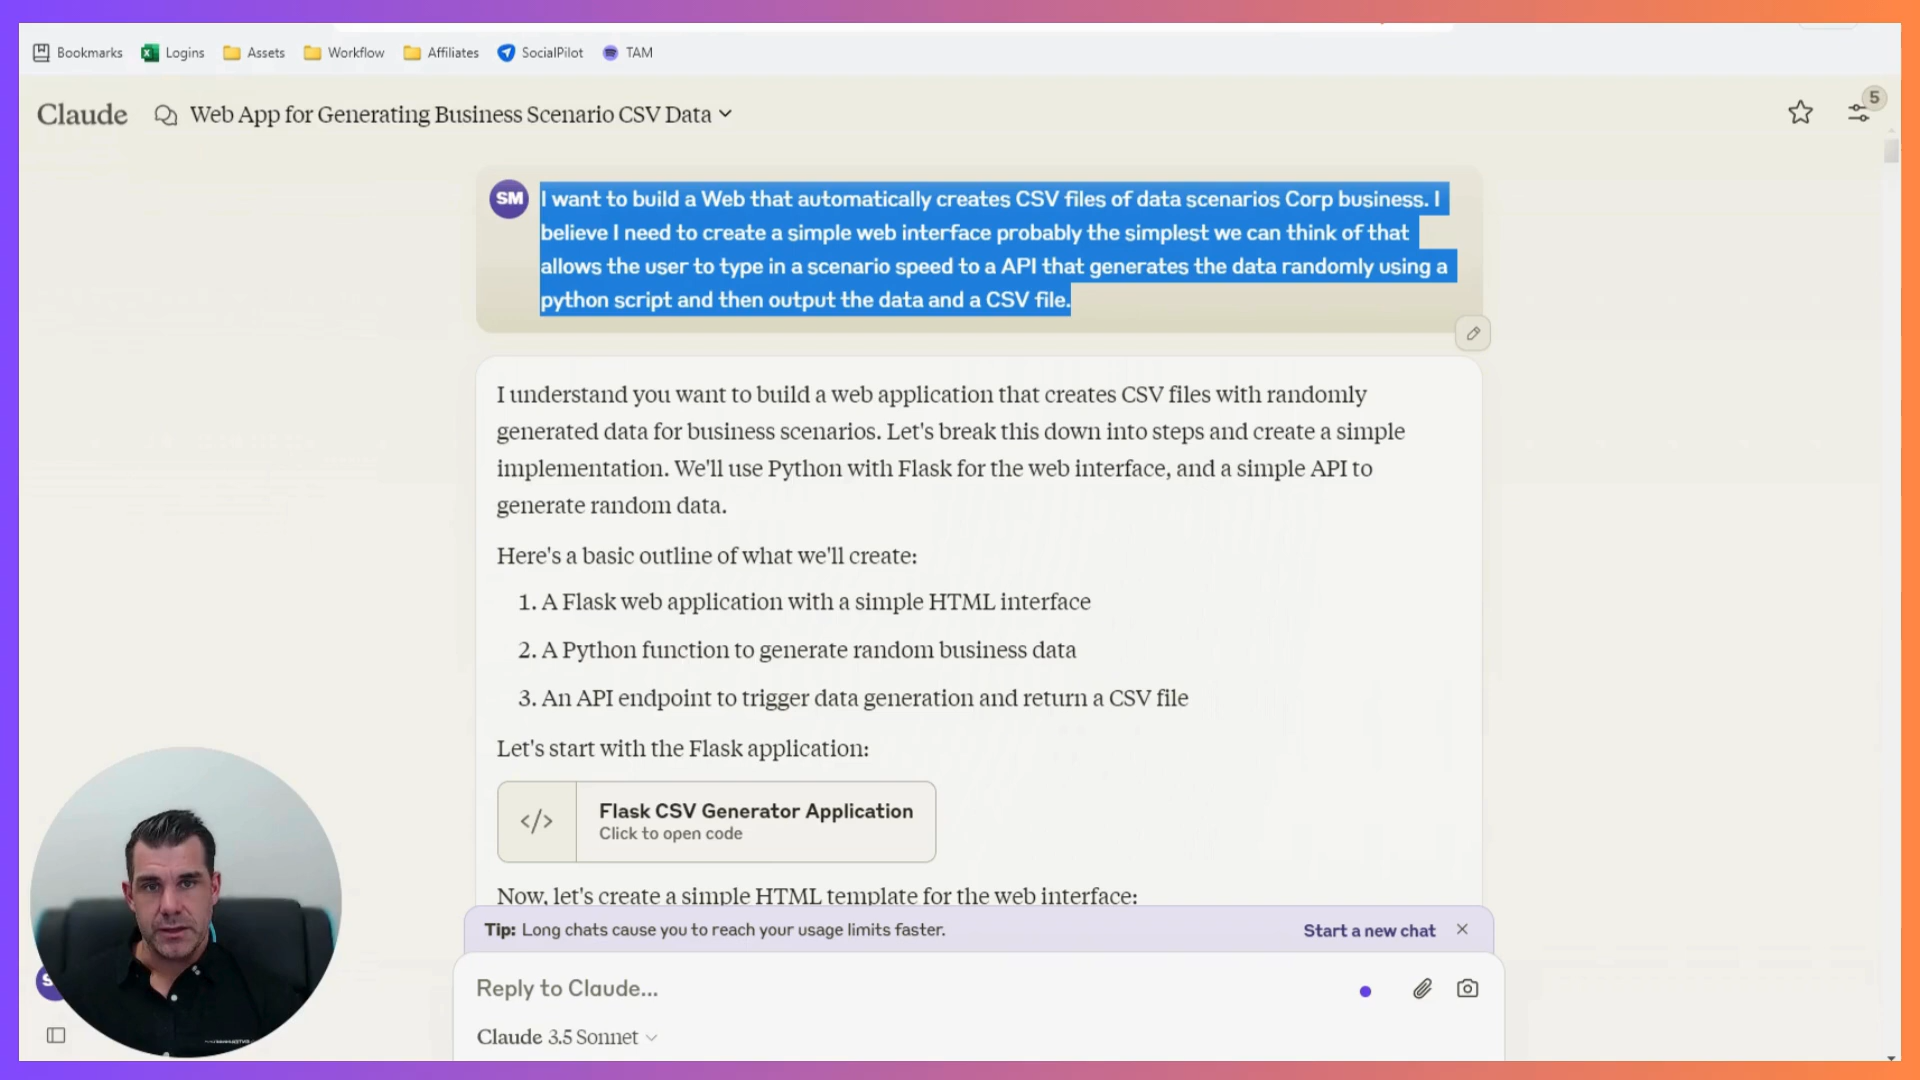 Bookmarks Logins Assets Workflow Affiliates SocialPilot TAM
Claude Web App for Generating Business Scenario CSV Data
5
SM
I want to build a Web that automatically creates CSV files of data scenarios Corp business. I
believe I need to create a simple web interface probably the simplest we can think of that
allows the user to type in a scenario speed to a API that generates the data randomly using a
python script and then output the data and a CSV file.
I understand you want to build a web application that creates CSV files with randomly
generated data for business scenarios. Let's break this down into steps and create a simple
implementation. We'll use Python with Flask for the web interface, and a simple API to
generate random data.
Here's a basic outline of what we'll create:
1. A Flask web application with a simple HTML interface
2. A Python function to generate random business data
3. An API endpoint to trigger data generation and return a CSV file
Let's start with the Flask application:
</> Flask CSV Generator Application
Click to open code
Now, let's create a simple HTML template for the web interface:
Tip: Long chats cause you to reach your usage limits faster. Start a new chat
Reply to Claude...
Claude 3.5 Sonnet